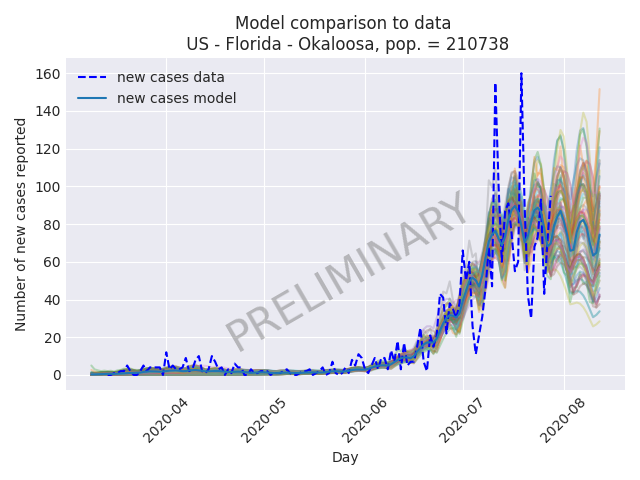 Model comparison to data
US - Florida - Okaloosa, pop. = 210738
new cases data
new cases model
Number of new cases reported
160
140
120
100
80
60
40
20
0
PRELIMINARY
2020-04
2020-05
2020-06
2020-07
2020-08
Day